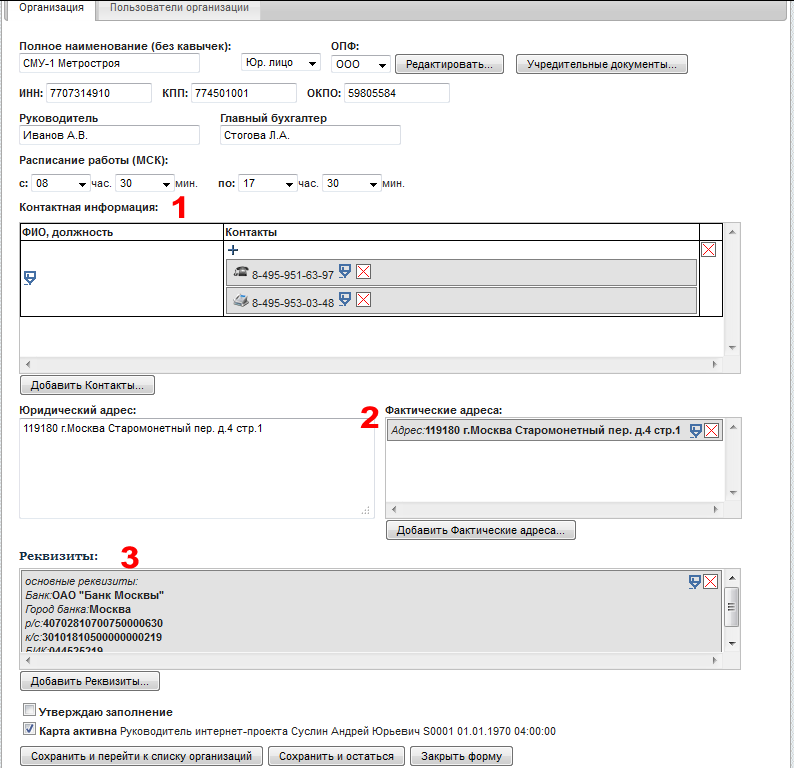 Организация Пользователи организации
Полное наименование (без кавычек): ОПФ:
СМУ-1 Метростроя Юр. лицо ООО Редактировать... Учредительные документы...
ИНН: 7707314910 КПП: 774501001 ОКПО: 59805584
Руководитель Главный бухгалтер
Иванов А.В. Стогова Л.А.
Расписание работы (МСК):
с: 08 час. 30 мин. по: 17 час. 30 мин.
Контактная информация: 1
ФИО, должность Контакты
8-495-951-63-97
8-495-953-03-48
Добавить Контакты...
Юридический адрес: 2 Фактические адреса:
119180 г.Москва Старомонетный пер. д.4 стр.1 Адрес:119180 г.Москва Старомонетный пер. д.4 стр.1
Добавить Фактические адреса...
Реквизиты: 3
основные реквизиты:
Банк:ОАО "Банк Москвы"
Город банка:Москва
р/с:40702810700750000630
к/с:30101810500000000219
БИК:044525219
Добавить Реквизиты...
Утверждаю заполнение
Карта активна Руководитель интернет-проекта Суслин Андрей Юрьевич S0001 01.01.1970 04:00:00
Сохранить и перейти к списку организаций Сохранить и остаться Закрыть форму